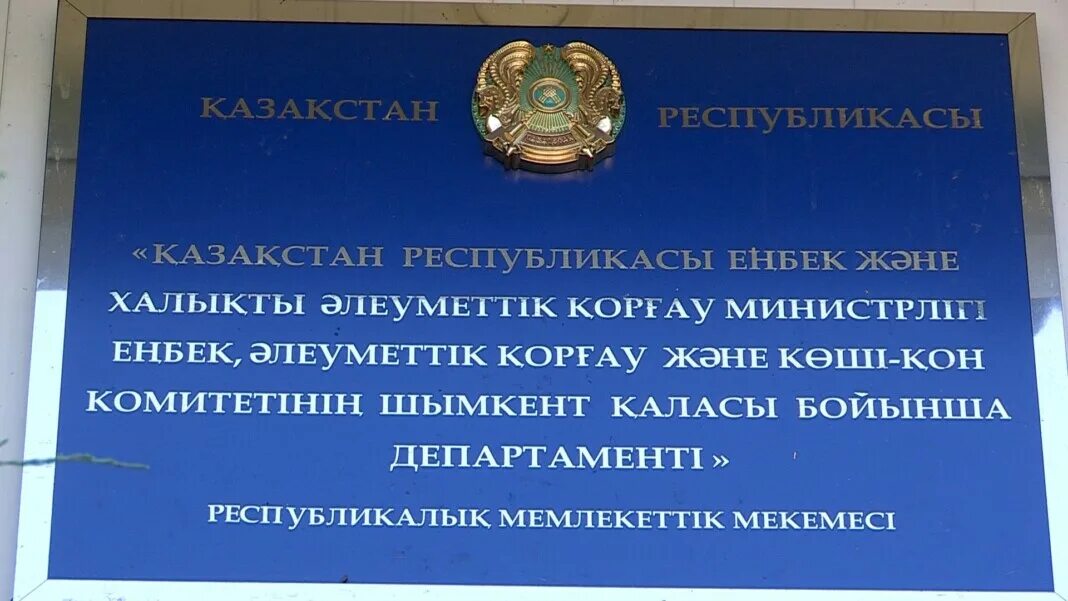 ҚАЗАҚСТАН РЕСПУБЛИКАСЫ
«ҚАЗАҚСТАН РЕСПУБЛИКАСЫ ЕҢБЕК ЖӘНЕ
ХАЛЫҚТЫ ӘЛЕУМЕТТІК ҚОРҒАУ МИНИСТРЛІГІ
ЕҢБЕК, ӘЛЕУМЕТТІК ҚОРҒАУ ЖӘНЕ КӨШІ-ҚОН
КОМИТЕТІНІҢ ШЫМКЕНТ ҚАЛАСЫ БОЙЫНША
ДЕПАРТАМЕНТІ»
РЕСПУБЛИКАЛЫҚ МЕМЛЕКЕТТІК МЕКЕМЕСІ